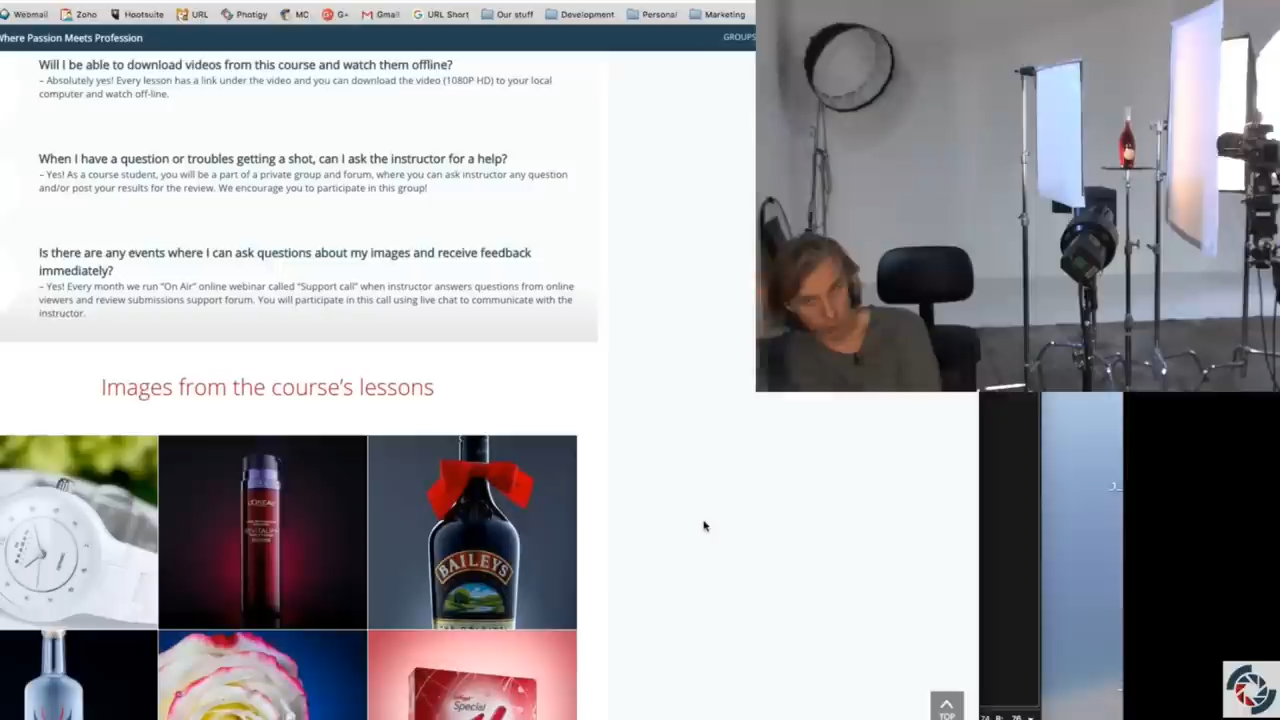 Webmail Zoho Hootsuite URL Photigy MC G+ Gmail URL Short Our stuff Development Personal Marketing
Where Passion Meets Profession
GROUPS
Will I be able to download videos from this course and watch them offline?
– Absolutely yes! Every lesson has a link under the video and you can download the video (1080P HD) to your local
computer and watch off-line.
When I have a question or troubles getting a shot, can I ask the instructor for a help?
– Yes! As a course student, you will be a part of a private group and forum, where you can ask instructor any question
and/or post your results for the review. We encourage you to participate in this group!
Is there are any events where I can ask questions about my images and receive feedback
immediately?
– Yes! Every month we run "On Air" online webinar called "Support call" when instructor answers questions from online
viewers and review submissions support forum. You will participate in this call using live chat to communicate with the
instructor.
Images from the course's lessons
L'OREAL
REVITALIFT
BAILEYS
Kellogg's
Special
TOP